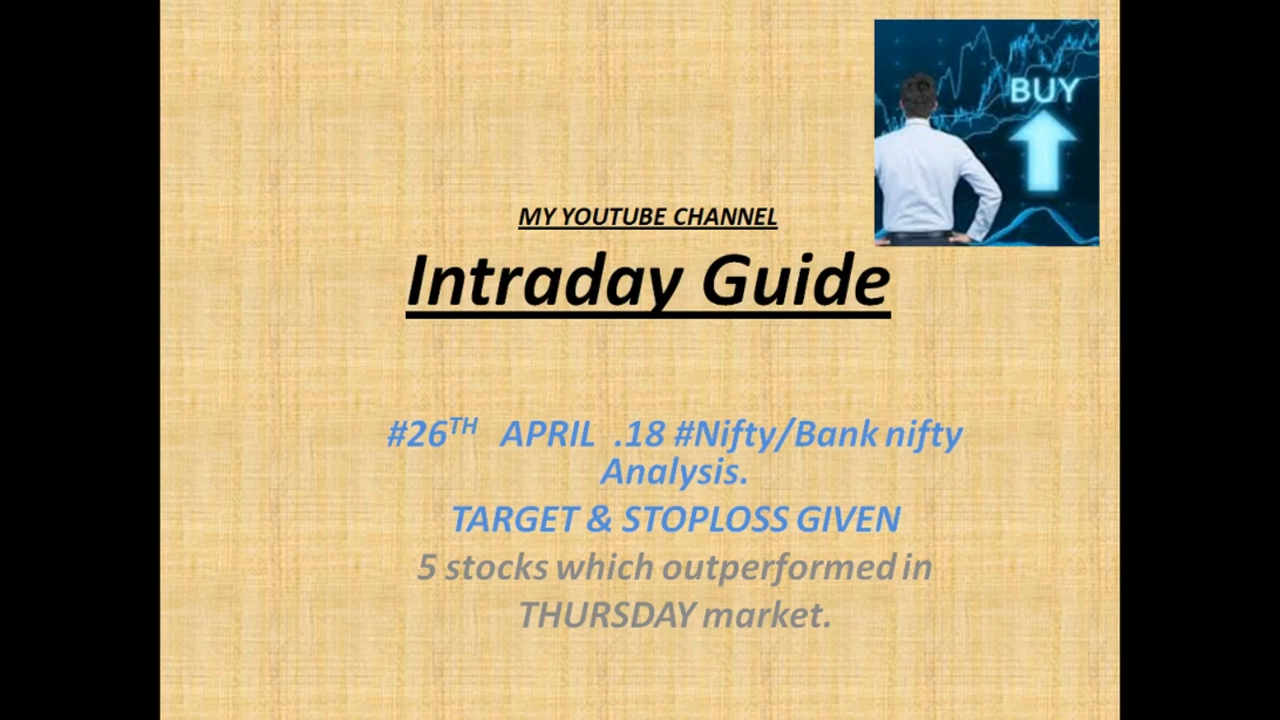 BUY
MY YOUTUBE CHANNEL
Intraday Guide
#26TH APRIL .18 #Nifty/Bank nifty
Analysis.
TARGET & STOPLOSS GIVEN
5 stocks which outperformed in
THURSDAY market.